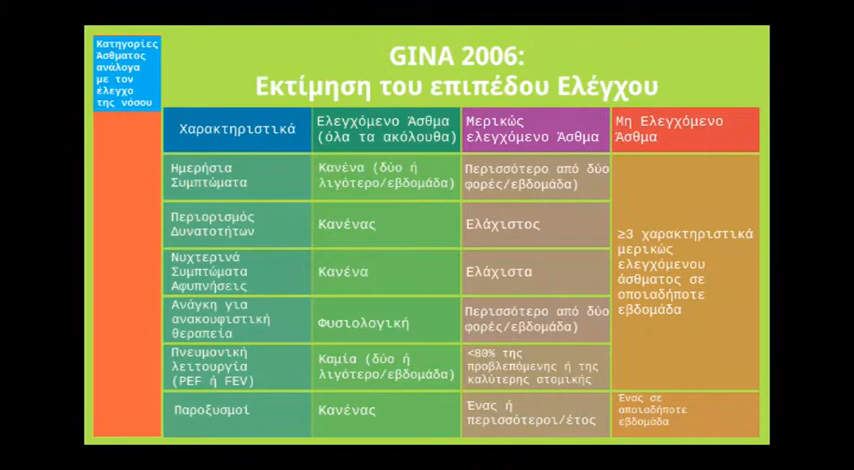 Κατηγορίες
Άσθματος
ανάλογα
με τον
έλεγχο
της νόσου
GINA 2006:
Εκτίμηση του επιπέδου Ελέγχου
Χαρακτηριστικά
Ελεγχόμενο Άσθμα
(όλα τα ακόλουθα)
Μερικώς
ελεγχόμενο Άσθμα
Μη Ελεγχόμενο
Άσθμα
Ημερήσια
Συμπτώματα
Κανένα (δύο ή
λιγότερο/εβδομάδα)
Περισσότερο από δύο
φορές/εβδομάδα)
≥3 χαρακτηριστικά
μερικώς
ελεγχόμενου
άσθματος σε
οποιαδήποτε
εβδομάδα
Περιορισμός
Δυνατοτήτων
Κανένας
Ελάχιστος
Νυχτερινά
Συμπτώματα
Αφυπνήσεις
Κανένα
Ελάχιστα
Ανάγκη για
ανακουφιστική
θεραπεία
Φυσιολογική
Περισσότερο από δύο
φορές/εβδομάδα)
Πνευμονική
λειτουργία
(PEF ή FEV)
Καμία (δύο ή
λιγότερο/εβδομάδα)
<80% της
προβλεπόμενης ή της
καλύτερης ατομικής
Παροξυσμοί
Κανένας
Ένας ή
περισσότεροι/έτος
Ένας σε
οποιαδήποτε
εβδομάδα